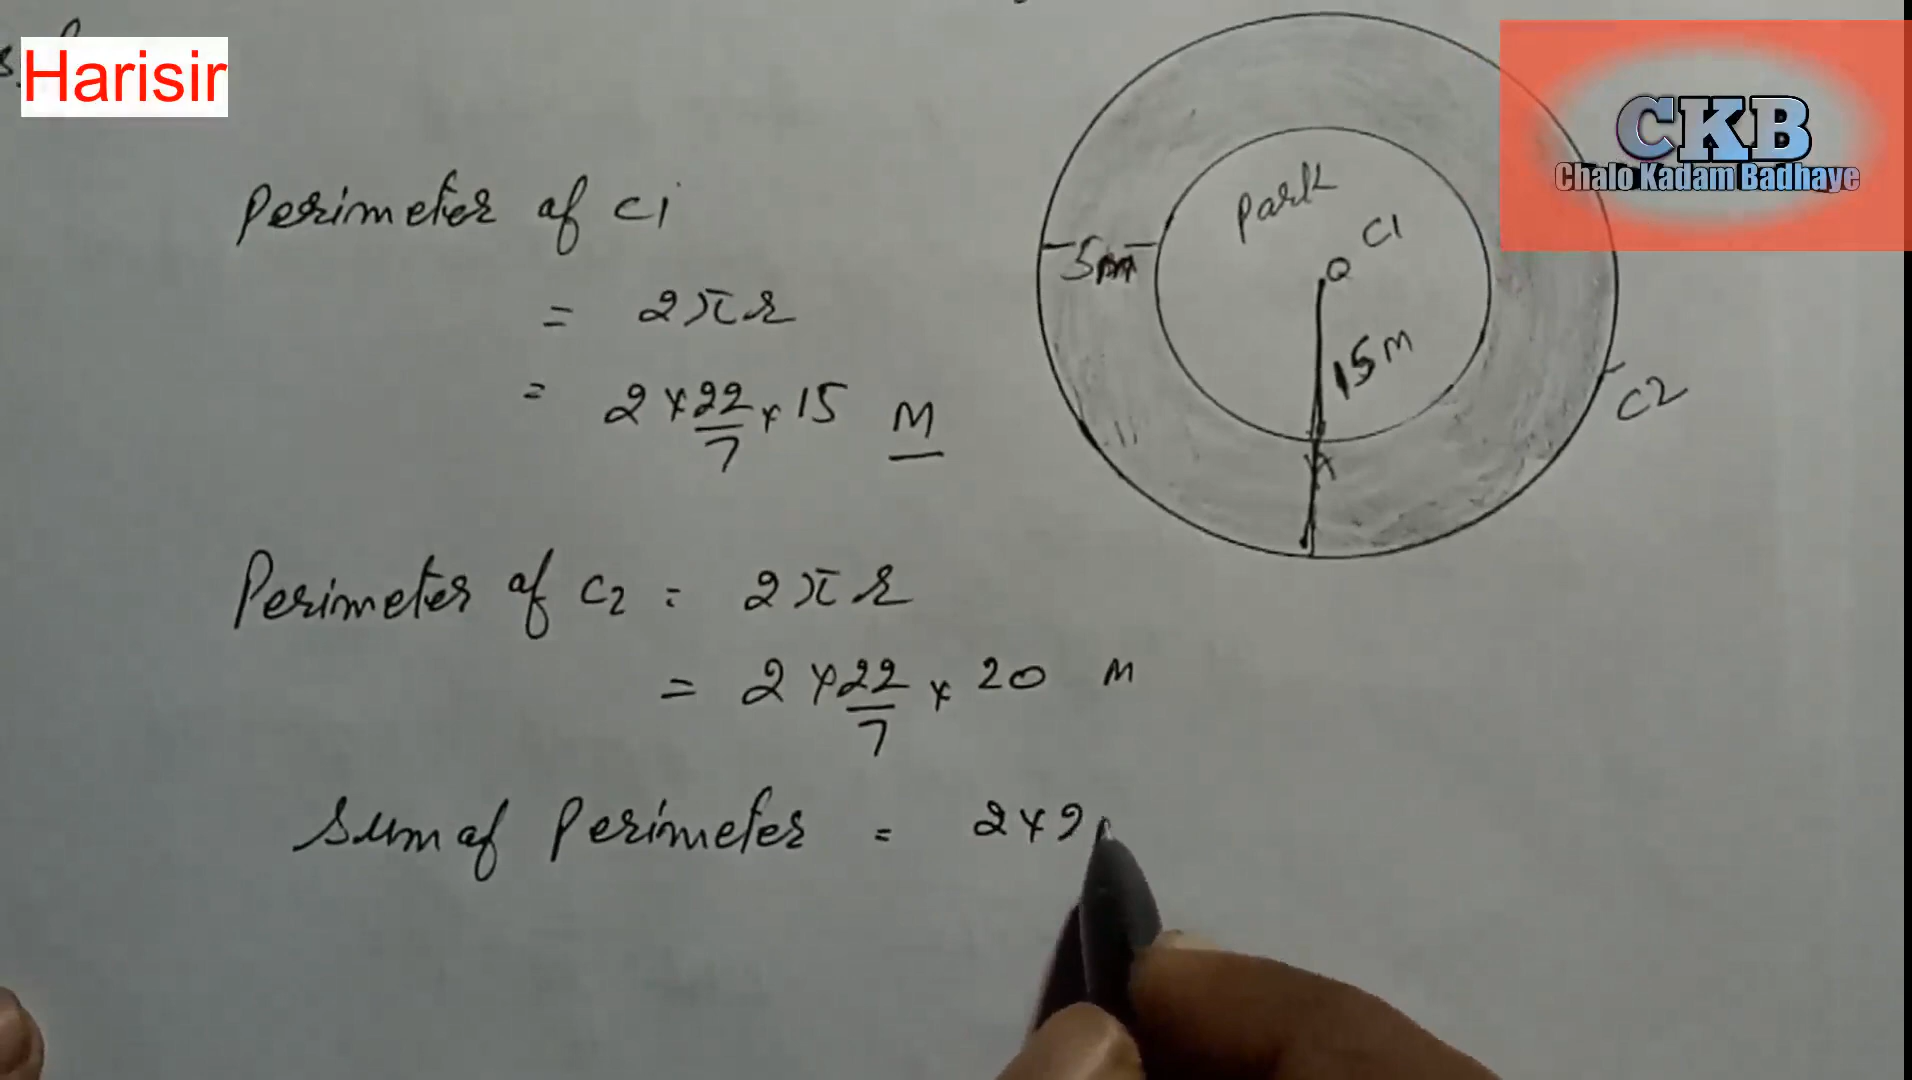 Harisir
CKB
Chalo Kadam Badhaye
Perimeter of C1
= 2πr
= 2 × 22/7 × 15 M
Park
C1
O
5m
15 M
C2
Perimeter of C2 = 2πr
= 2 × 22/7 × 20 M
Sum of Perimeter = 2×2